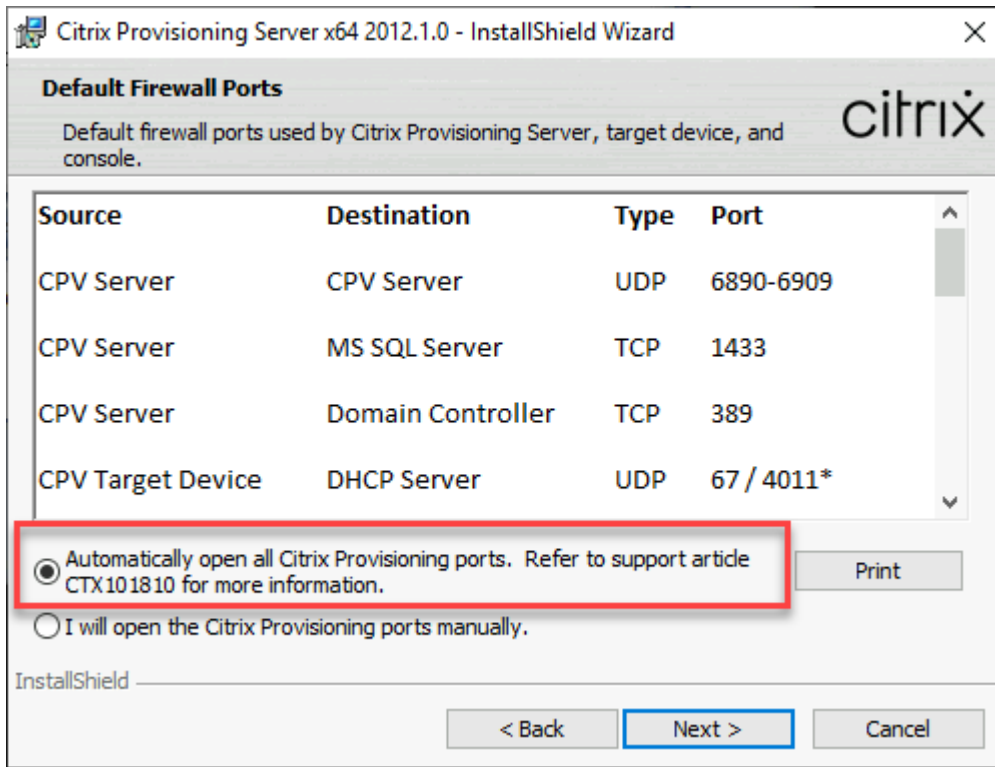 Citrix Provisioning Server x64 2012.1.0 - InstallShield Wizard
Default Firewall Ports
Default firewall ports used by Citrix Provisioning Server, target device, and
console.
citrix
Source Destination Type Port
CPV Server CPV Server UDP 6890-6909
CPV Server MS SQL Server TCP 1433
CPV Server Domain Controller TCP 389
CPV Target Device DHCP Server UDP 67 / 4011*
Automatically open all Citrix Provisioning ports. Refer to support article
CTX101810 for more information.
Print
I will open the Citrix Provisioning ports manually.
InstallShield
< Back Next > Cancel